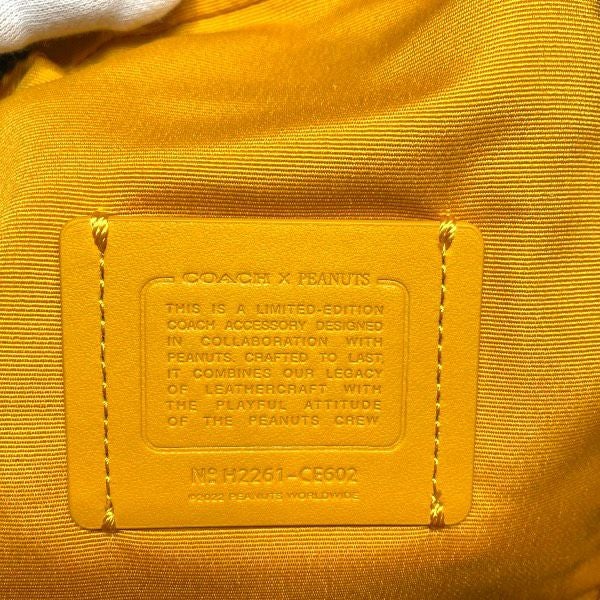 COACH X PEANUTS
THIS IS A LIMITED-EDITION
COACH ACCESSORY DESIGNED
IN COLLABORATION WITH
PEANUTS. CRAFTED TO LAST,
IT COMBINES OUR LEGACY
OF LEATHERCRAFT WITH
THE PLAYFUL ATTITUDE
OF THE PEANUTS CREW
Nº H2261-CE602
©2022 PEANUTS WORLDWIDE